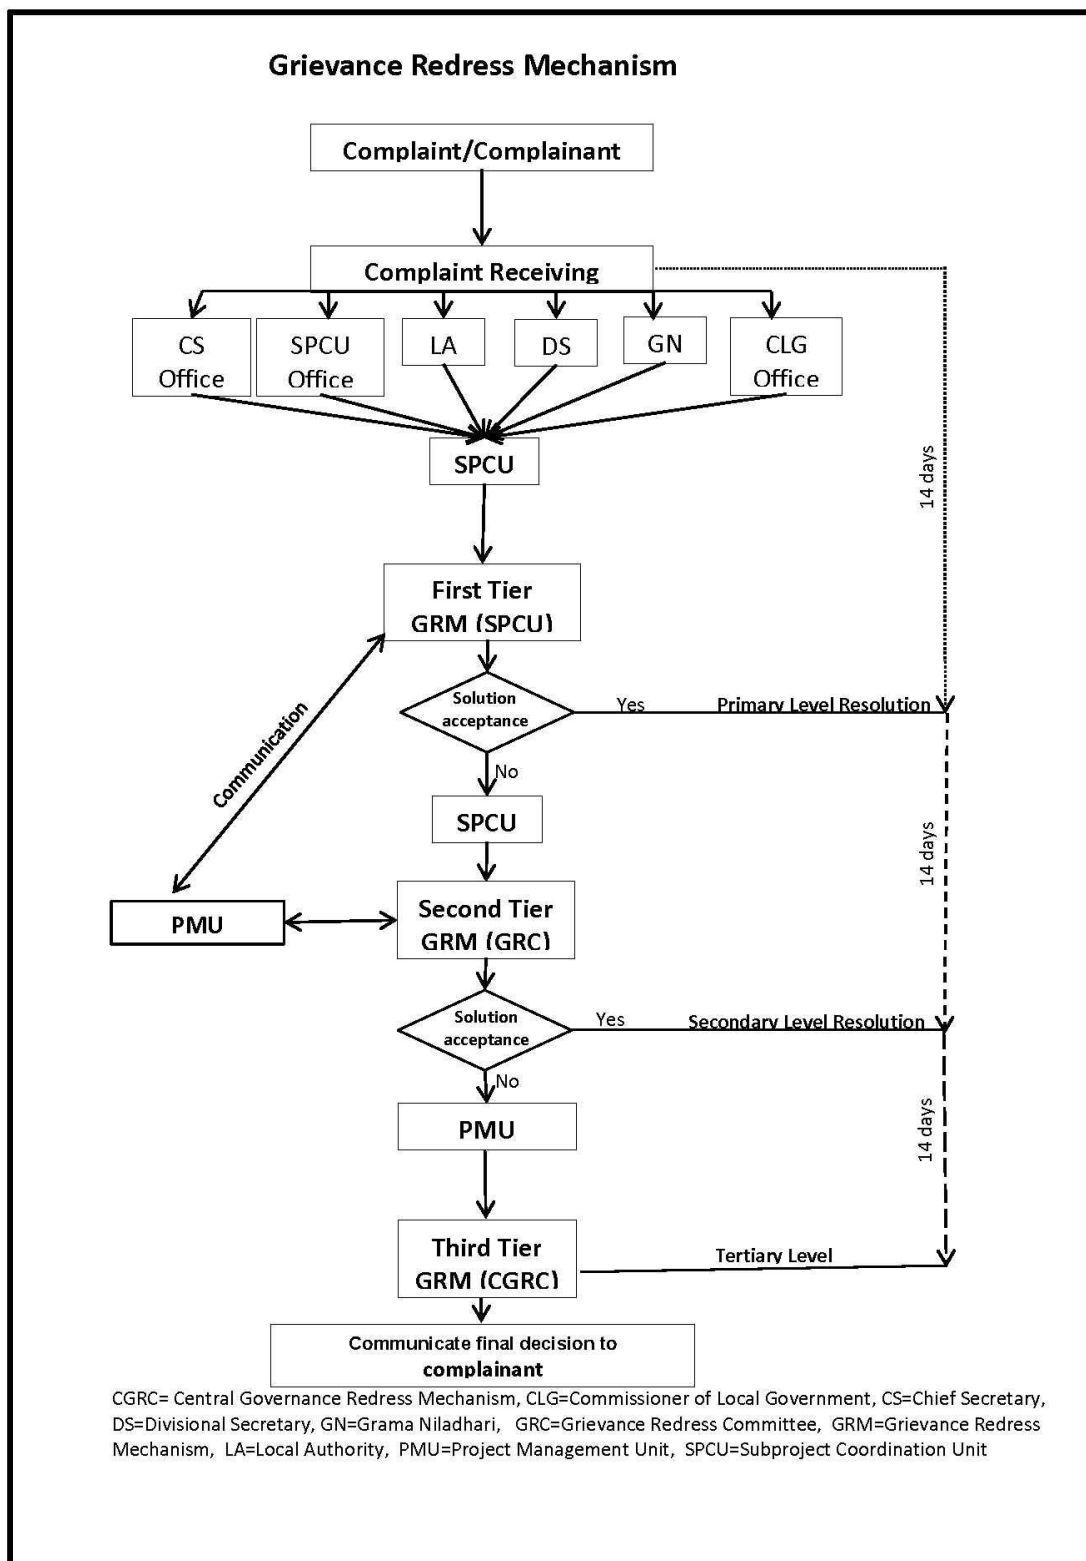 Grievance Redress Mechanism
Complaint/Complainant
Complaint Receiving
CS
Office
SPCU
Office
LA
DS
GN
CLG
Office
SPCU
14 days
First Tier
GRM (SPCU)
Solution
acceptance
Yes
Primary Level Resolution
No
Communication
SPCU
14 days
PMU
Second Tier
GRM (GRC)
Solution
acceptance
Yes
Secondary Level Resolution
No
PMU
14 days
Third Tier
GRM (CGRC)
Tertiary Level
Communicate final decision to
complainant
CGRC= Central Governance Redress Mechanism, CLG=Commissioner of Local Government, CS=Chief Secretary,
DS=Divisional Secretary, GN=Grama Niladhari, GRC=Grievance Redress Committee, GRM=Grievance Redress
Mechanism, LA=Local Authority, PMU=Project Management Unit, SPCU=Subproject Coordination Unit